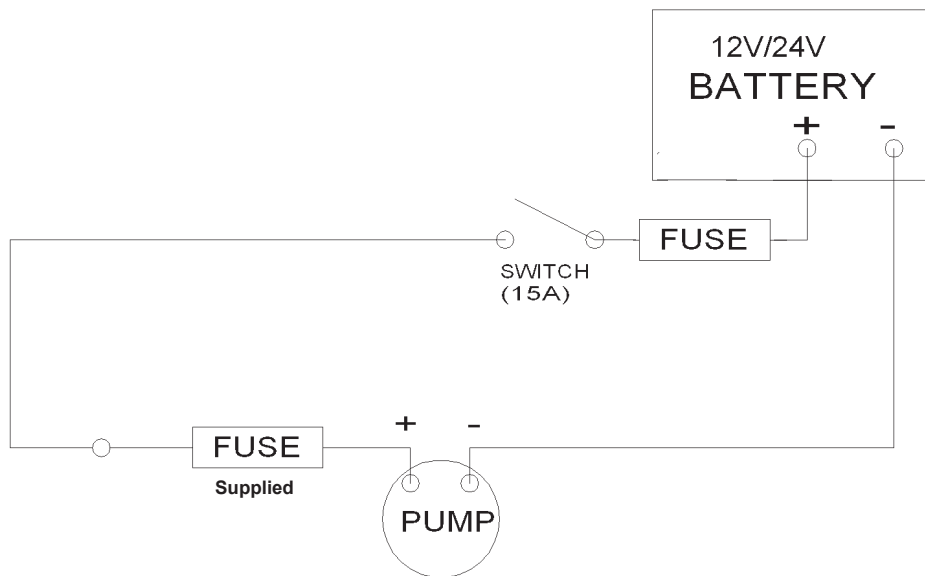 12V/24V
BATTERY
+ -
FUSE
SWITCH
(15A)
+ -
FUSE
Supplied
PUMP